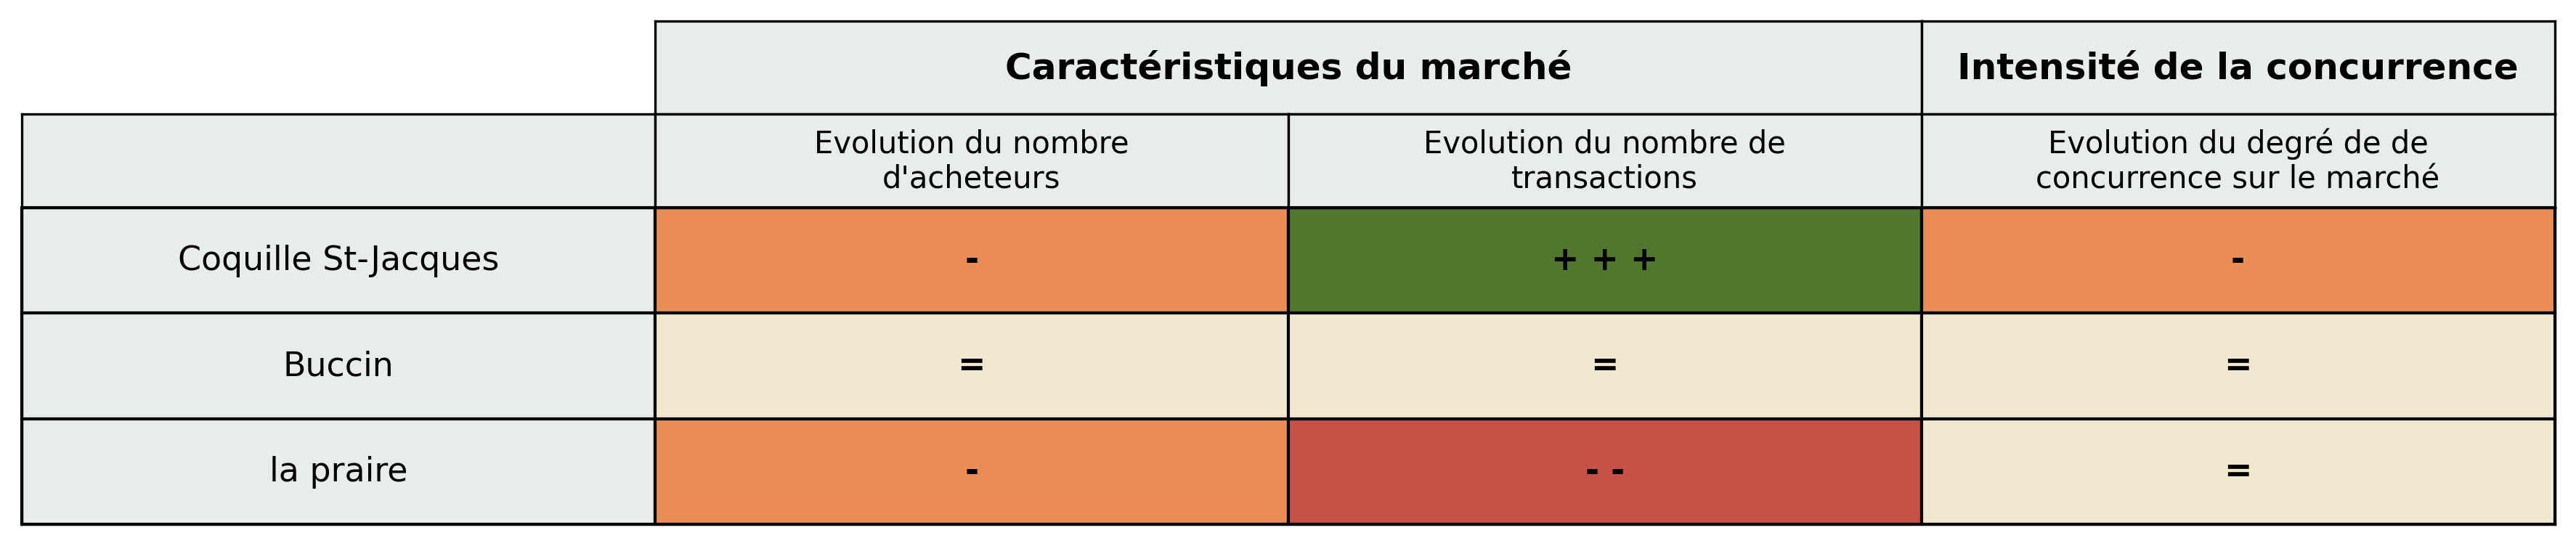 Caractéristiques du marché
Intensité de la concurrence
Evolution du nombre
d'acheteurs
Evolution du nombre de
transactions
Evolution du degré de de
concurrence sur le marché
Coquille St-Jacques
-
+ + +
-
Buccin
=
=
=
la praire
-
- -
=